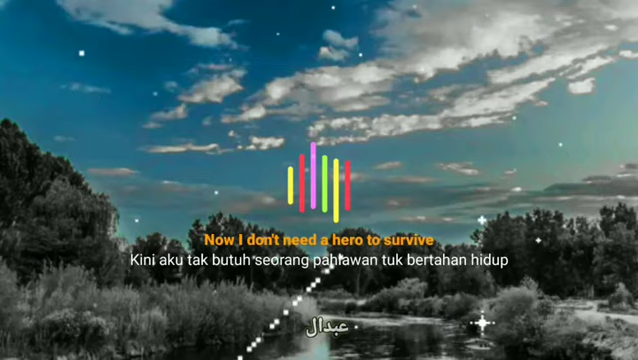 Now I don't need a hero to survive
Kini aku tak butuh seorang pahlawan tuk bertahan hidup
عبدال